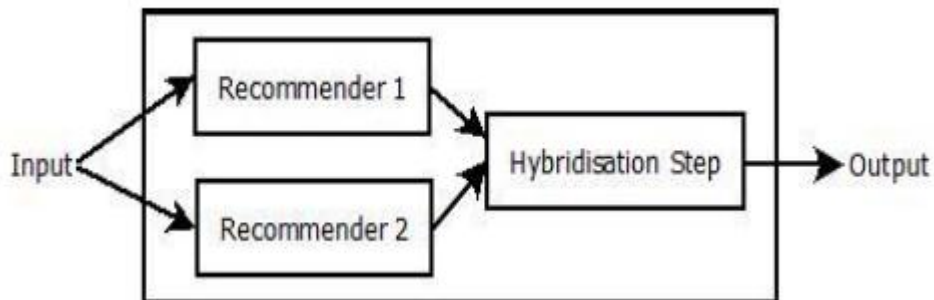 Input
Recommender 1
Recommender 2
Hybridisation Step
Output